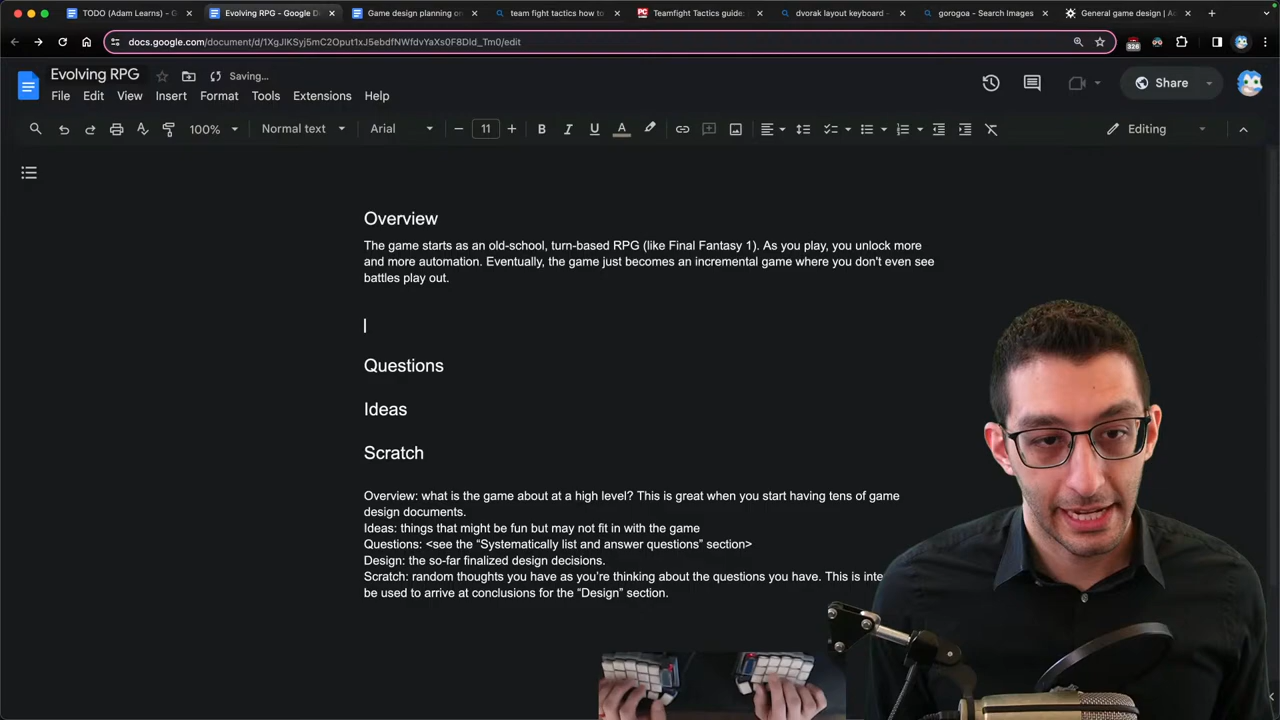 TODO (Adam Learns) – G
Evolving RPG - Google D
Game design planning on
team fight tactics how to
Teamfight Tactics guide:
dvorak layout keyboard -
gorogoa - Search Images
General game design | A
docs.google.com/document/d/1XgJlKSyj5mC2Oput1xJ5ebdfNWfdvYaXs0F8Dld_Tm0/edit
326
Evolving RPG
Saving...
File Edit View Insert Format Tools Extensions Help
Share
100% Normal text Arial 11 B I U A Editing
Overview
The game starts as an old-school, turn-based RPG (like Final Fantasy 1). As you play, you unlock more
and more automation. Eventually, the game just becomes an incremental game where you don't even see
battles play out.
Questions
Ideas
Scratch
Overview: what is the game about at a high level? This is great when you start having tens of game
design documents.
Ideas: things that might be fun but may not fit in with the game
Questions: <see the “Systematically list and answer questions” section>
Design: the so-far finalized design decisions.
Scratch: random thoughts you have as you’re thinking about the questions you have. This is inte
be used to arrive at conclusions for the “Design” section.